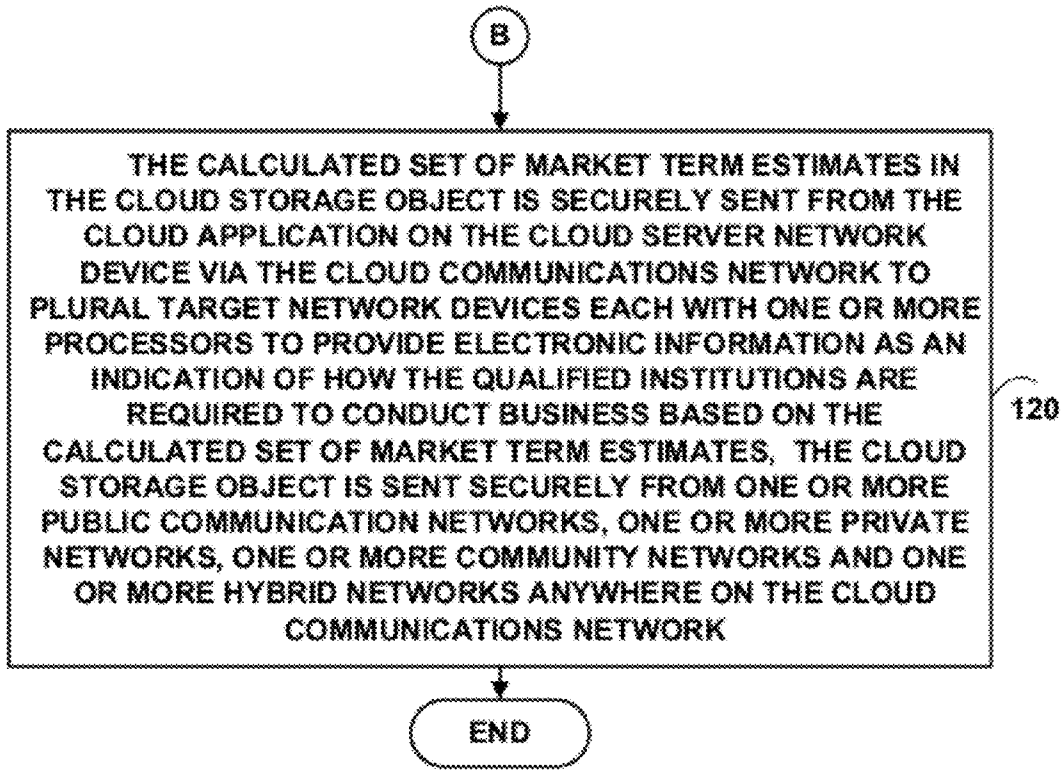 B
THE CALCULATED SET OF MARKET TERM ESTIMATES IN
THE CLOUD STORAGE OBJECT IS SECURELY SENT FROM THE
CLOUD APPLICATION ON THE CLOUD SERVER NETWORK
DEVICE VIA THE CLOUD COMMUNICATIONS NETWORK TO
PLURAL TARGET NETWORK DEVICES EACH WITH ONE OR MORE
PROCESSORS TO PROVIDE ELECTRONIC INFORMATION AS AN
INDICATION OF HOW THE QUALIFIED INSTITUTIONS ARE
REQUIRED TO CONDUCT BUSINESS BASED ON THE
CALCULATED SET OF MARKET TERM ESTIMATES, THE CLOUD
STORAGE OBJECT IS SENT SECURELY FROM ONE OR MORE
PUBLIC COMMUNICATION NETWORKS, ONE OR MORE PRIVATE
NETWORKS, ONE OR MORE COMMUNITY NETWORKS AND ONE
OR MORE HYBRID NETWORKS ANYWHERE ON THE CLOUD
COMMUNICATIONS NETWORK
120
END